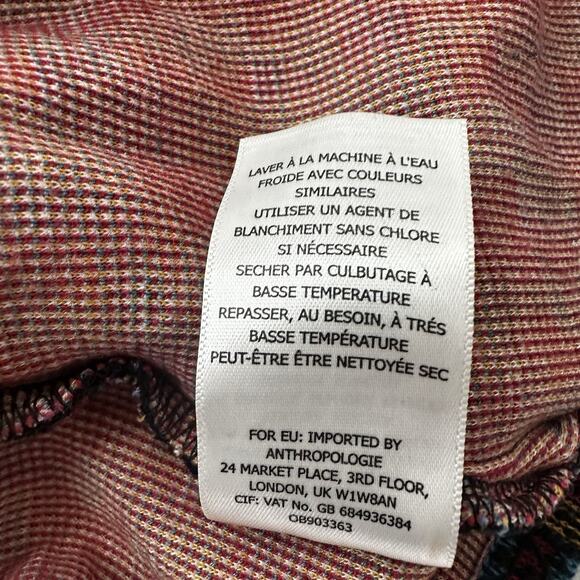 LAVER À LA MACHINE À L'EAU
FROIDE AVEC COULEURS
SIMILAIRES
UTILISER UN AGENT DE
BLANCHIMENT SANS CHLORE
SI NÉCESSAIRE
SECHER PAR CULBUTAGE À
BASSE TEMPERATURE
REPASSER, AU BESOIN, À TRÉS
BASSE TEMPÉRATURE
PEUT-ÊTRE ÊTRE NETTOYÉE SEC
FOR EU: IMPORTED BY
ANTHROPOLOGIE
24 MARKET PLACE, 3RD FLOOR,
LONDON, UK W1W8AN
CIF: VAT No. GB 684936384
OB903363